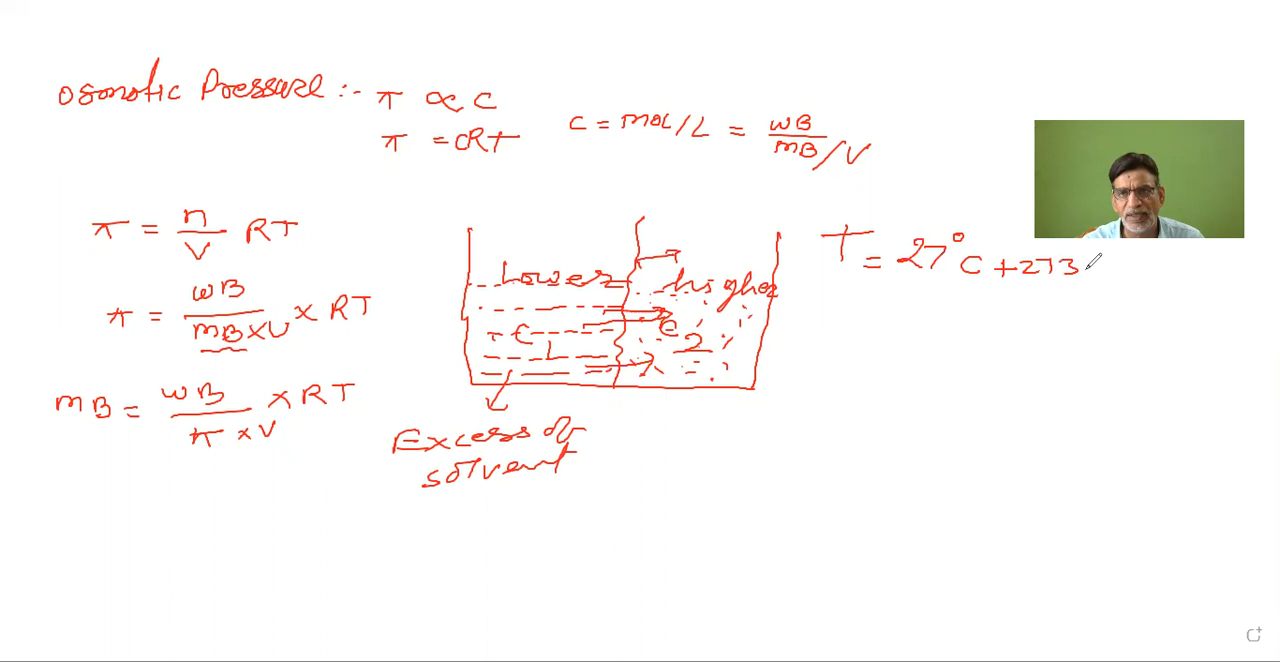 Osmotic Pressure :- π ∝ C
π = CRT
C = mol/L = WB/MB/V
π = n/V RT
π = WB/MB×V × RT
MB = WB/π×V × RT
Lower
higher
C1
C2
Excess of
solvent
T = 27°C + 273